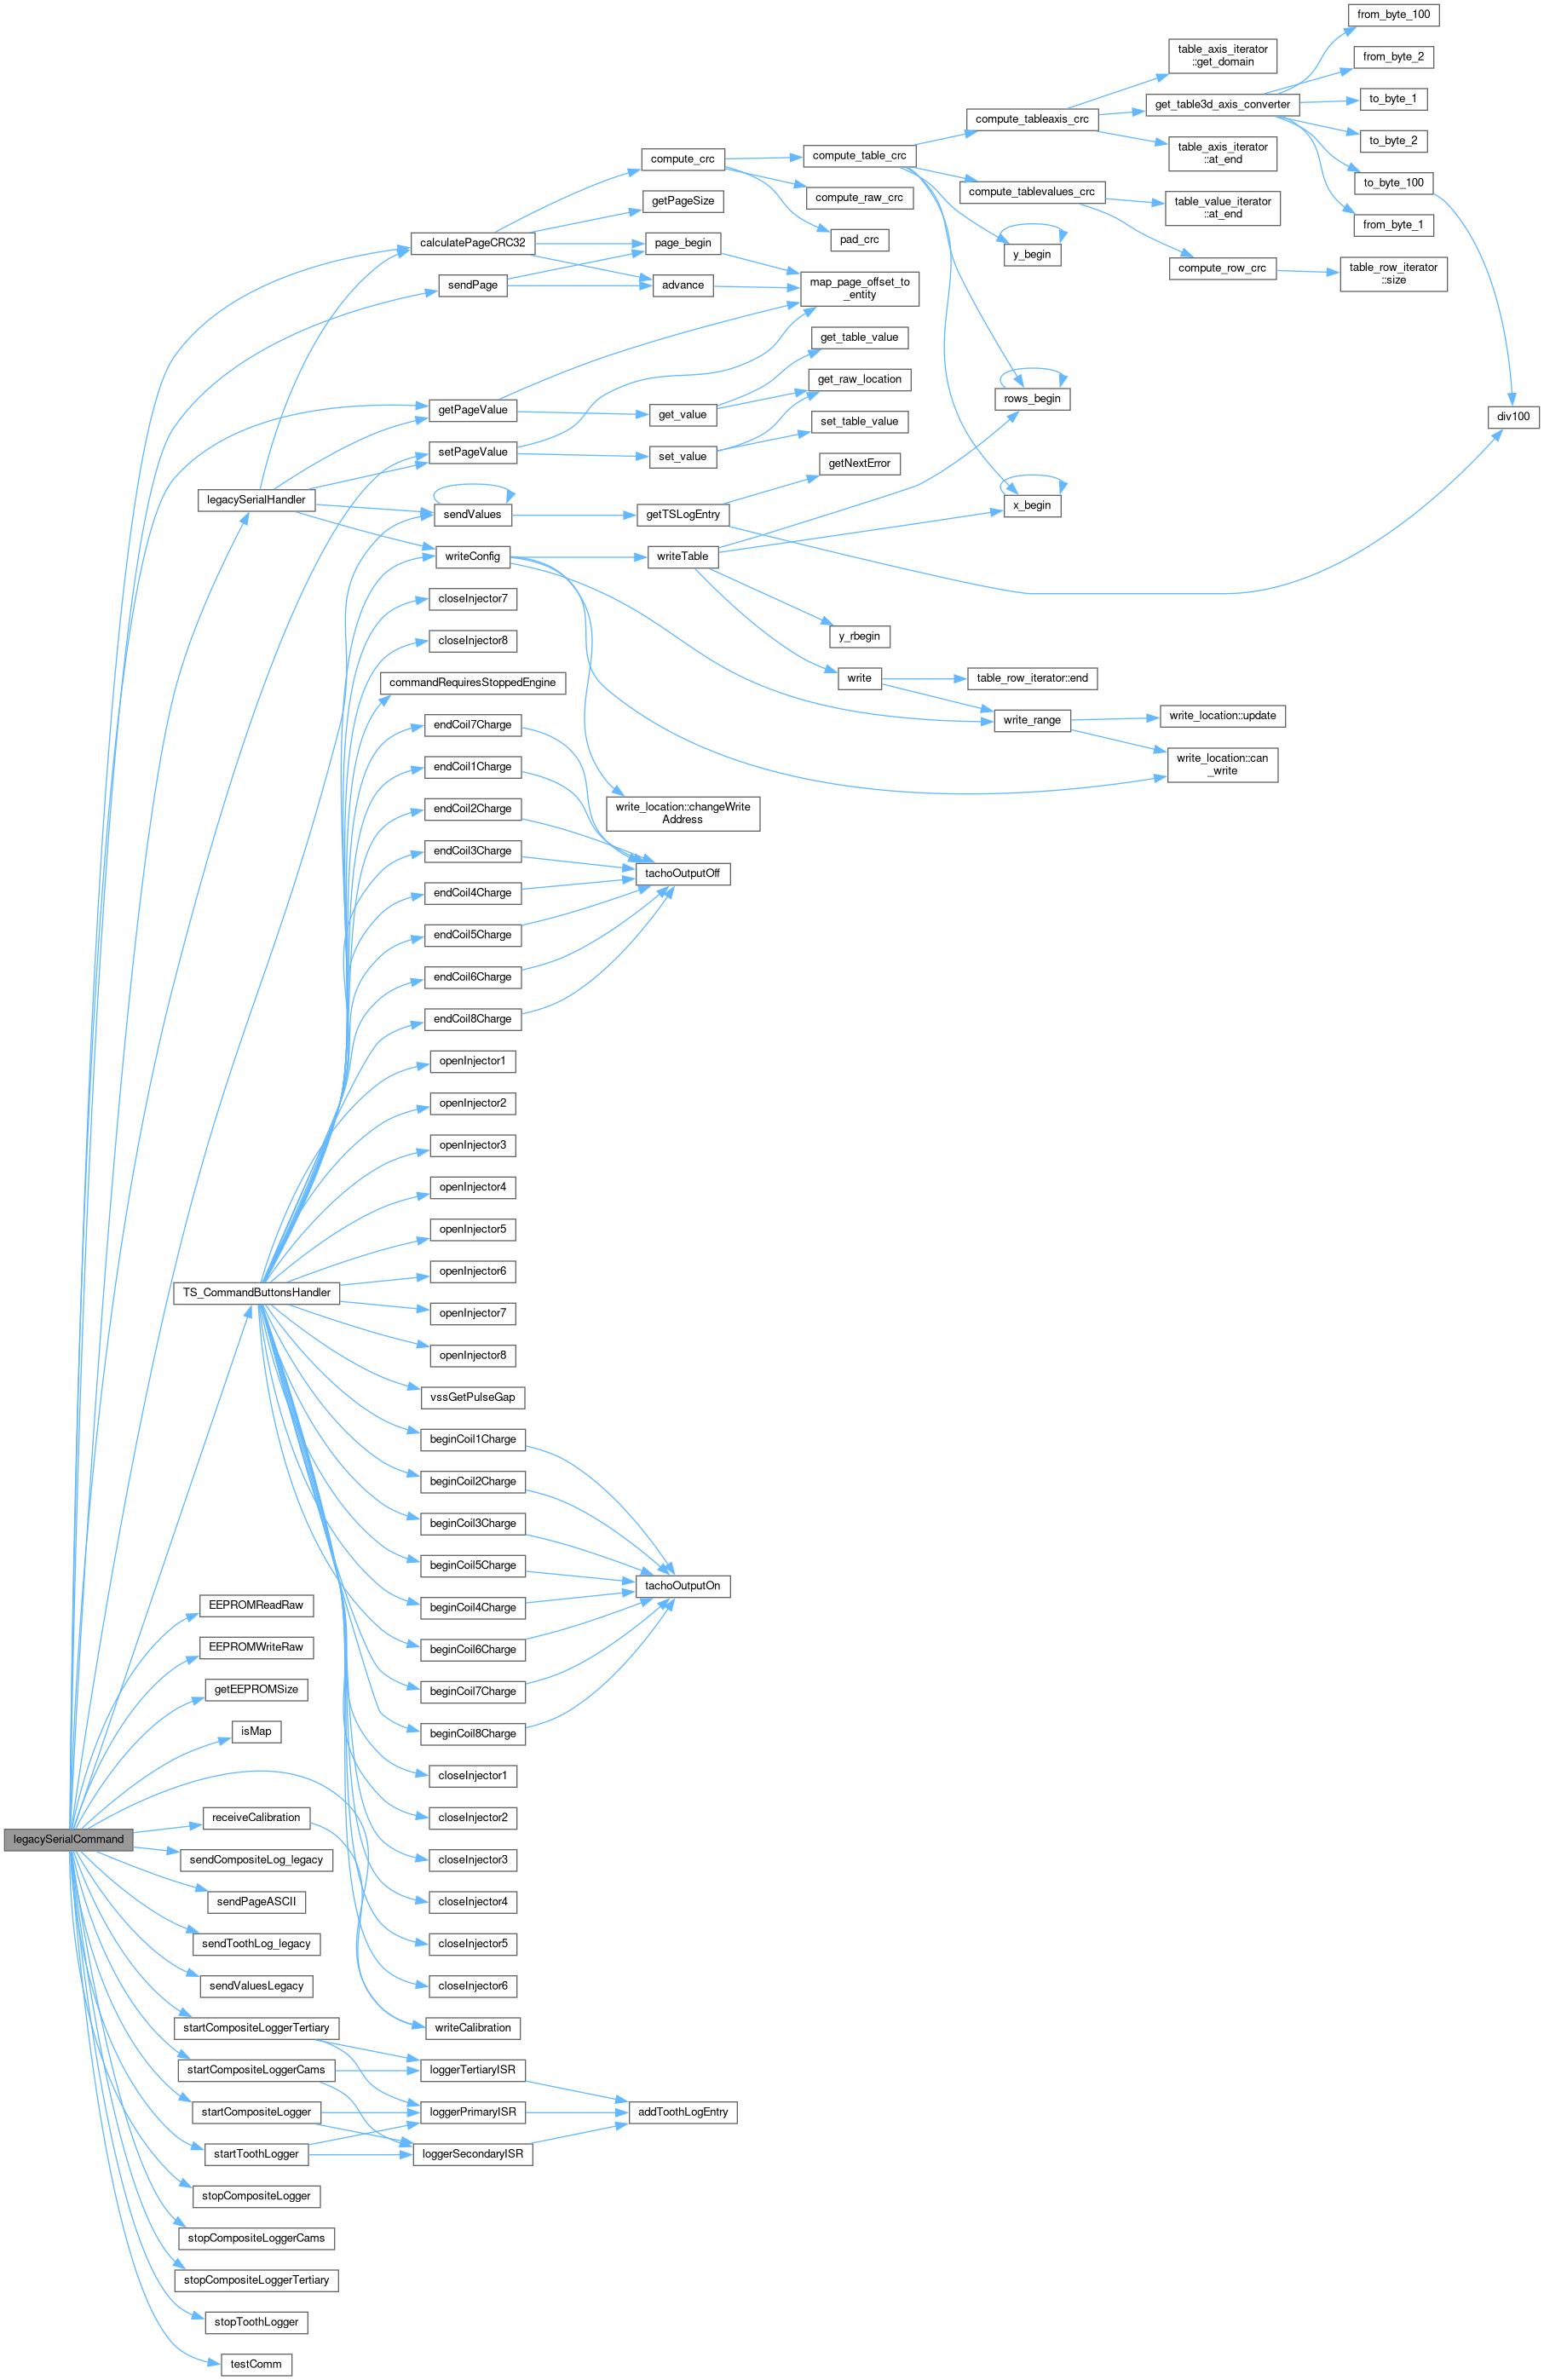 from_byte_100
table_axis_iterator
::get_domain
from_byte_2
get_table3d_axis_converter
to_byte_1
compute_tableaxis_crc
to_byte_2
table_axis_iterator
::at_end
compute_crc
compute_table_crc
to_byte_100
compute_tablevalues_crc
compute_raw_crc
table_value_iterator
::at_end
getPageSize
from_byte_1
calculatePageCRC32
page_begin
pad_crc
y_begin
compute_row_crc
table_row_iterator
::size
sendPage
advance
map_page_offset_to
_entity
get_table_value
get_raw_location
rows_begin
getPageValue
get_value
div100
set_table_value
setPageValue
set_value
getNextError
legacySerialHandler
x_begin
sendValues
getTSLogEntry
writeConfig
writeTable
closeInjector7
y_rbegin
closeInjector8
write
table_row_iterator::end
commandRequiresStoppedEngine
write_location::update
write_range
endCoil7Charge
write_location::can
_write
endCoil1Charge
write_location::changeWrite
Address
endCoil2Charge
endCoil3Charge
tachoOutputOff
endCoil4Charge
endCoil5Charge
endCoil6Charge
endCoil8Charge
openInjector1
openInjector2
openInjector3
openInjector4
openInjector5
openInjector6
TS_CommandButtonsHandler
openInjector7
openInjector8
vssGetPulseGap
beginCoil1Charge
beginCoil2Charge
beginCoil3Charge
beginCoil5Charge
tachoOutputOn
EEPROMReadRaw
beginCoil4Charge
EEPROMWriteRaw
beginCoil6Charge
getEEPROMSize
beginCoil7Charge
isMap
beginCoil8Charge
closeInjector1
receiveCalibration
closeInjector2
legacySerialCommand
sendCompositeLog_legacy
closeInjector3
sendPageASCII
closeInjector4
sendToothLog_legacy
closeInjector5
sendValuesLegacy
closeInjector6
startCompositeLoggerTertiary
writeCalibration
startCompositeLoggerCams
loggerTertiaryISR
startCompositeLogger
loggerPrimaryISR
addToothLogEntry
startToothLogger
loggerSecondaryISR
stopCompositeLogger
stopCompositeLoggerCams
stopCompositeLoggerTertiary
stopToothLogger
testComm